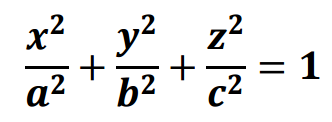 x²/a² + y²/b² + z²/c² = 1